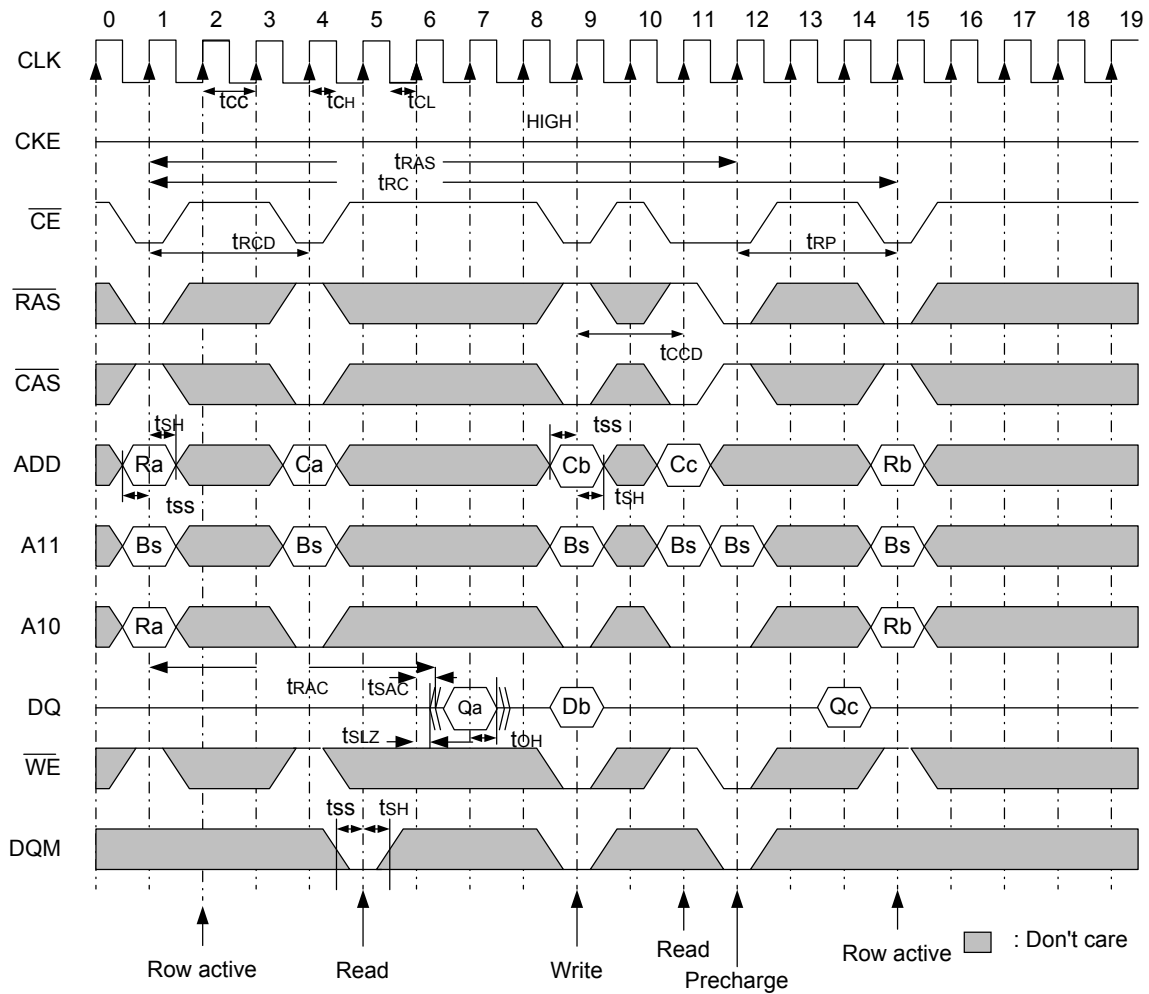 0 1 2 3 4 5 6 7 8 9 10 11 12 13 14 15 16 17 18 19
CLK
tCC tCH tCL
HIGH
CKE
tRAS
tRC
CE
tRCD tRP
RAS
tCCD
CAS
tSH tss
ADD Ra Ca Cb Cc Rb
tss tSH
A11 Bs Bs Bs Bs Bs Bs
A10 Ra Rb
tRAC tSAC
DQ Qa Db Qc
tSLZ tOH
WE
tss tSH
DQM
Row active Read Write Read Precharge Row active : Don't care